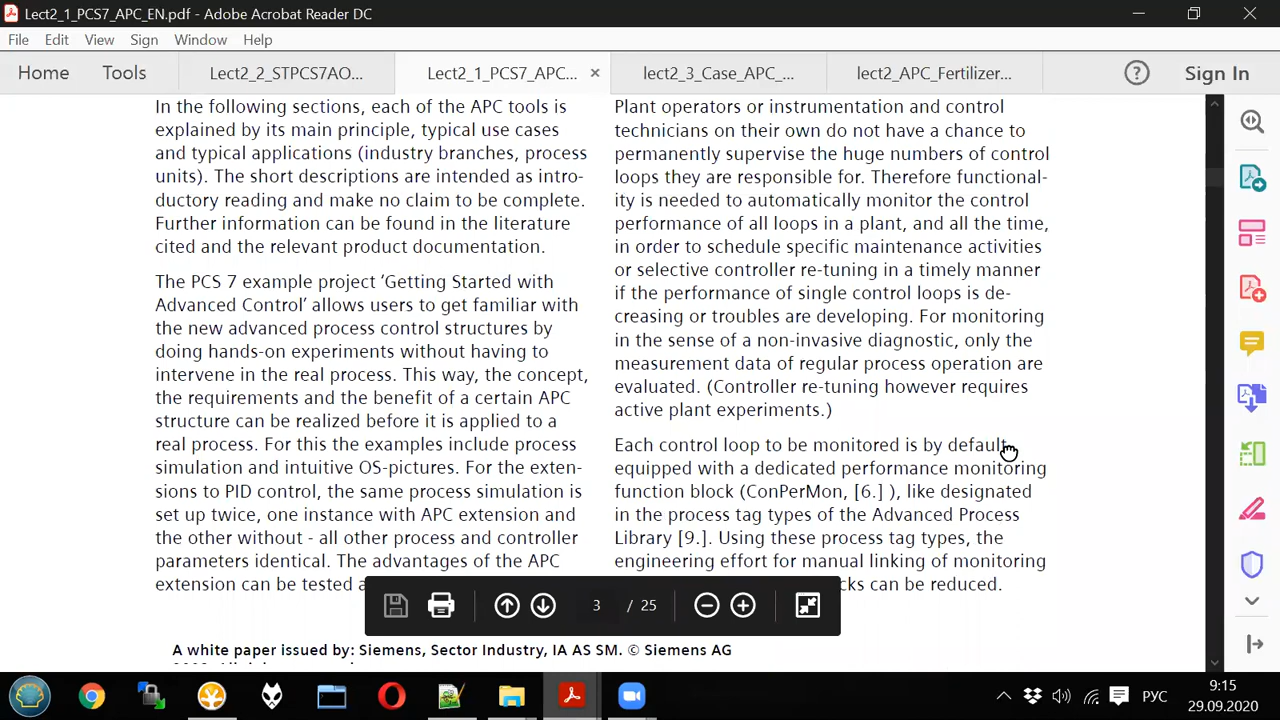 Lect2_1_PCS7_APC_EN.pdf - Adobe Acrobat Reader DC
File Edit View Sign Window Help
Home Tools Lect2_2_STPCS7AO... Lect2_1_PCS7_APC... lect2_3_Case_APC_... lect2_APC_Fertilizer... Sign In
In the following sections, each of the APC tools is
explained by its main principle, typical use cases
and typical applications (industry branches, process
units). The short descriptions are intended as intro-
ductory reading and make no claim to be complete.
Further information can be found in the literature
cited and the relevant product documentation.
The PCS 7 example project ‘Getting Started with
Advanced Control’ allows users to get familiar with
the new advanced process control structures by
doing hands-on experiments without having to
intervene in the real process. This way, the concept,
the requirements and the benefit of a certain APC
structure can be realized before it is applied to a
real process. For this the examples include process
simulation and intuitive OS-pictures. For the exten-
sions to PID control, the same process simulation is
set up twice, one instance with APC extension and
the other without - all other process and controller
parameters identical. The advantages of the APC
extension can be tested
Plant operators or instrumentation and control
technicians on their own do not have a chance to
permanently supervise the huge numbers of control
loops they are responsible for. Therefore functional-
ity is needed to automatically monitor the control
performance of all loops in a plant, and all the time,
in order to schedule specific maintenance activities
or selective controller re-tuning in a timely manner
if the performance of single control loops is de-
creasing or troubles are developing. For monitoring
in the sense of a non-invasive diagnostic, only the
measurement data of regular process operation are
evaluated. (Controller re-tuning however requires
active plant experiments.)
Each control loop to be monitored is by default
equipped with a dedicated performance monitoring
function block (ConPerMon, [6.] ), like designated
in the process tag types of the Advanced Process
Library [9.]. Using these process tag types, the
engineering effort for manual linking of monitoring
cks can be reduced.
3 / 25
A white paper issued by: Siemens, Sector Industry, IA AS SM. © Siemens AG
РУС
9:15
29.09.2020